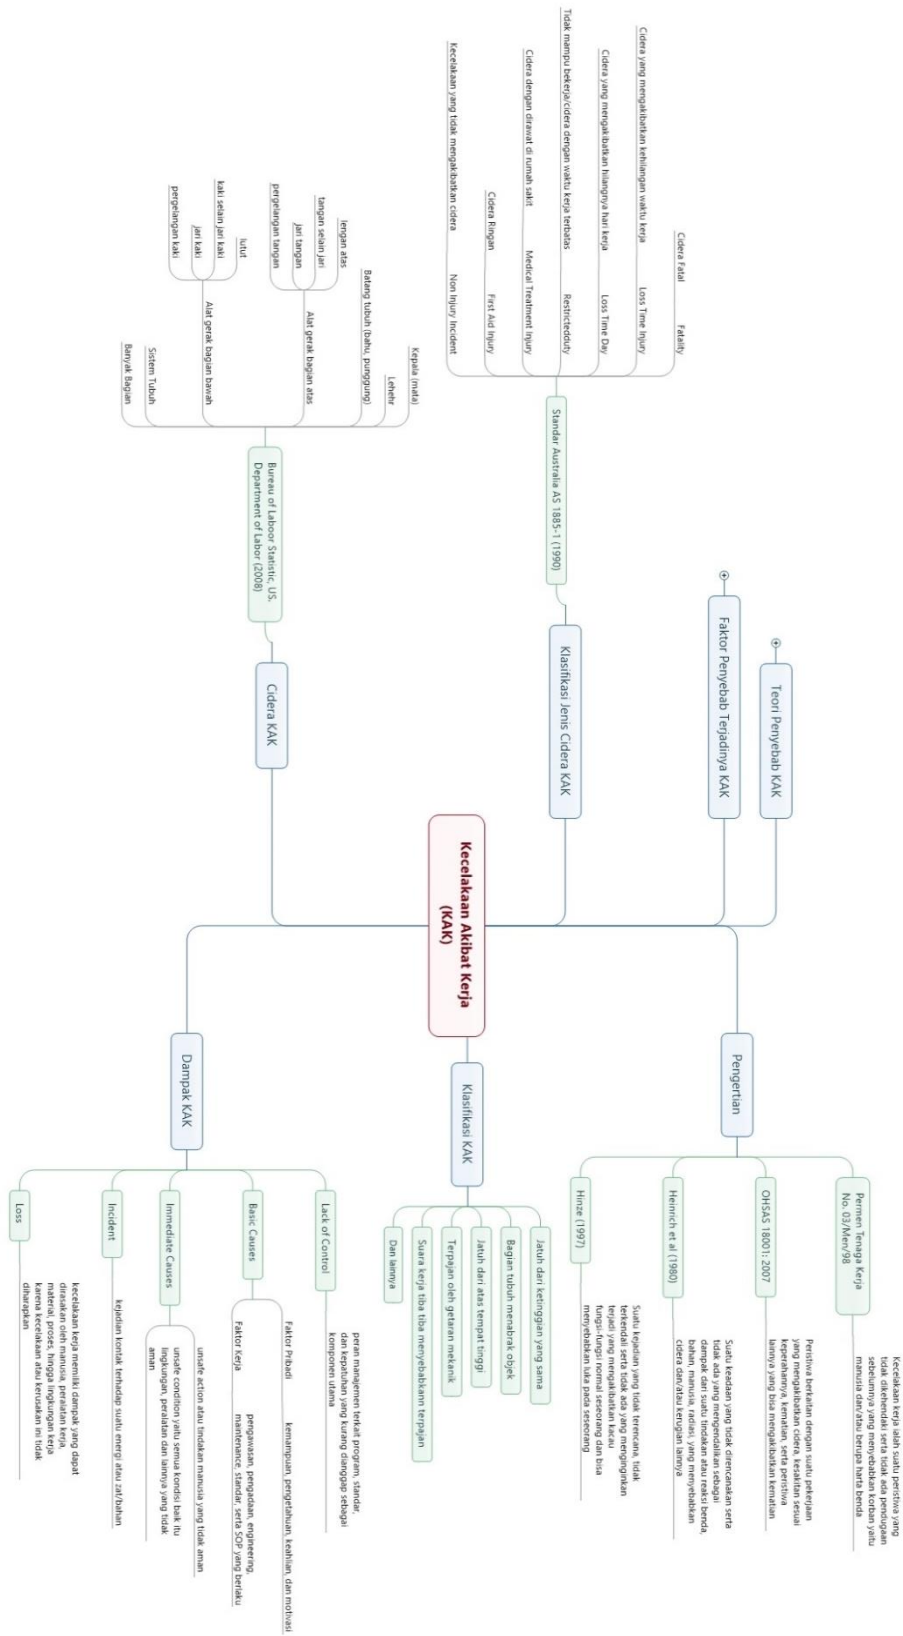 Kecelakaan Akibat Kerja
(KAK)
Pengertian
Permen Tenaga Kerja
No. 03/Men/98
Kecelakaan kerja ialah suatu peristiwa yang
tidak dikehendaki serta tidak ada pendugaan
sebelumnya yang menyebabkan korban yaitu
manusia dan/atau berupa harta benda
OHSAS 18001: 2007
Peristiwa berkaitan dengan suatu pekerjaan
yang mengakibatkan cidera, kesakitan sesuai
keperahannya, kematian, serta peristiwa
lainnya yang bisa mengakibatkan kematian
Heinrich et al (1980)
Suatu keadaan yang tidak direncanakan serta
tidak ada yang mengendalikan sebagai
dampak dari suatu tindakan atau reaksi benda,
bahan, manusia, radiasi, yang menyebabkan
cidera dan/atau kerugian lainnya
Hinze (1997)
Suatu kejadian yang tidak terencana, tidak
terkendali serta tidak ada yang menginginkan
terjadi yang mengakibatkan kacau
fungsi-fungsi normal seseorang dan bisa
menyebabkan luka pada seseorang
Klasifikasi KAK
Jatuh dari ketinggian yang sama
Bagian tubuh menabrak objek
Jatuh dari atas tempat tinggi
Terpajan oleh getaran mekanik
Suara kerja tiba tiba menyebabkann terpajan
Dan lainnya
Dampak KAK
Lack of Control
peran manajemen terkait program, standar,
dan kepatuhan yang kurang dianggap sebagai
komponen utama
Basic Causes
Faktor Pribadi
kemampuan, pengetahuan, keahlian, dan motivasi
Faktor Kerja
pengawasan, pengadaan, engineering,
maintenance, standar, serta SOP yang berlaku
Immediate Causes
unsafe action atau tindakan manusia yang tidak aman
unsafe condition yaitu semua kondisi baik itu
lingkungan, peralatan dan lainnya yang tidak
aman
Incident
kejadian kontak terhadap suatu energi atau zat/bahan
Loss
kecelakaan kerja memiliki dampak yang dapat
dirasakan oleh manusia, peralatan kerja,
material, proses, hingga lingkungan kerja
karena kecelakaan atau kerusakan ini tidak
diharapkan
Teori Penyebab KAK
Faktor Penyebab Terjadinya KAK
Klasifikasi Jenis Cidera KAK
Standar Australia AS 1885-1 (1990)
Cidera Fatal
Fatality
Cidera yang mengakibatkan kehilangan waktu kerja
Loss Time Injury
Cidera yang mengakibatkan hilangnya hari kerja
Loss Time Day
Tidak mampu bekerja/cidera dengan waktu kerja terbatas
Restrictedduty
Cidera dengan dirawat di rumah sakit
Medical Treatment Injury
Cidera Ringan
First Aid Injury
Kecelakaan yang tidak mengakibatkan cidera
Non Injury Incident
Cidera KAK
Bureau of Laboor Statistic, US.
Department of Labor (2008)
Kepala (mata)
Lehehr
Batang tubuh (bahu, punggung)
Alat gerak bagian atas
lengan atas
tangan selain jari
jari tangan
pergelangan tangan
Alat gerak bagian bawah
lutut
kaki selain jari kaki
jari kaki
pergelangan kaki
Sistem Tubuh
Banyak Bagian